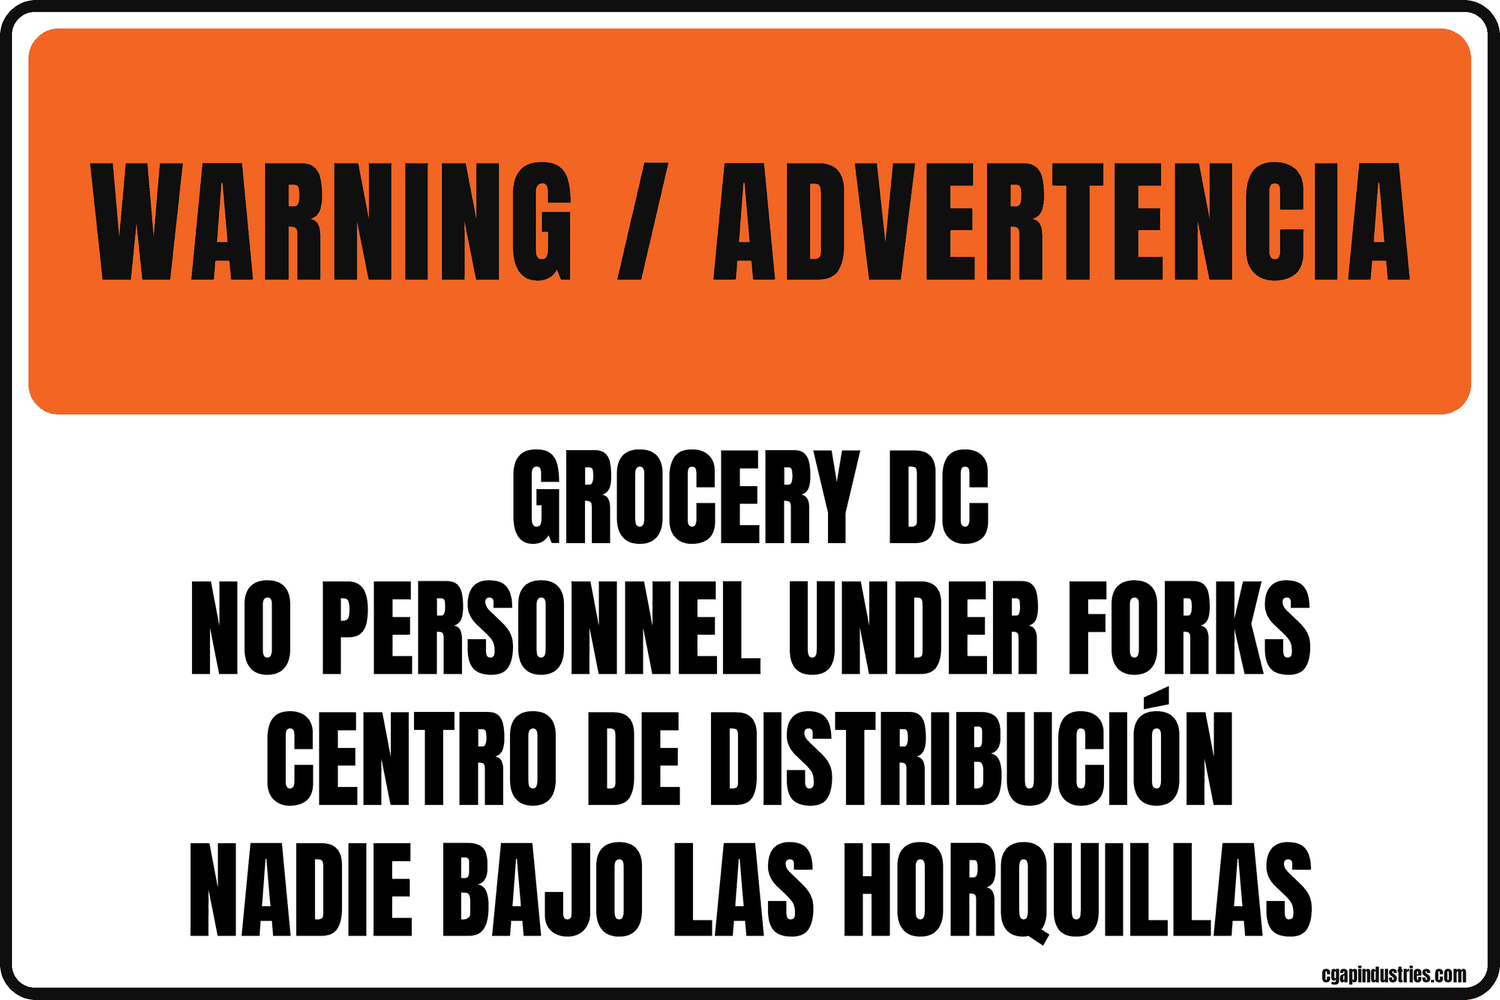 WARNING / ADVERTENCIA
GROCERY DC
NO PERSONNEL UNDER FORKS
CENTRO DE DISTRIBUCIÓN
NADIE BAJO LAS HORQUILLAS
cgapindustries.com